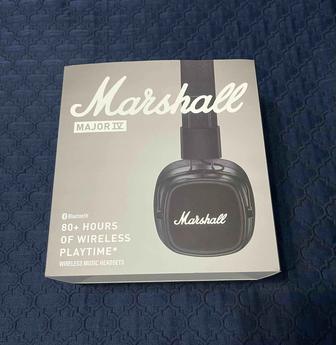 Marshall
MAJOR IV
Bluetooth
80+ HOURS
OF WIRELESS
PLAYTIME*
WIRELESS MUSIC HEADSETS
Marshall